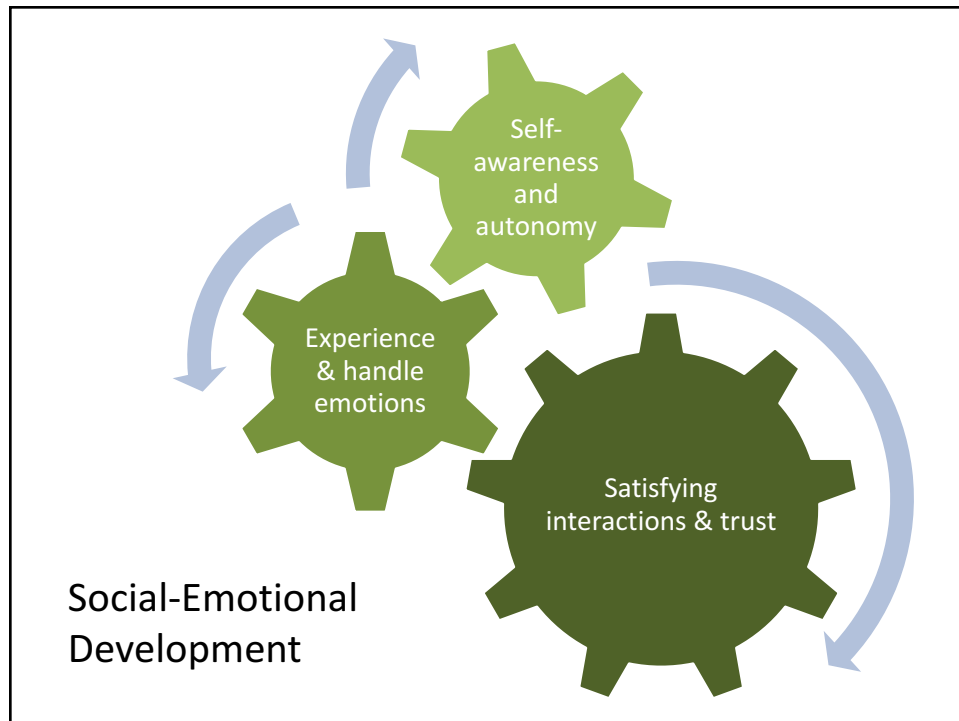 Self-
awareness
and
autonomy
Experience
& handle
emotions
Satisfying
interactions & trust
Social-Emotional
Development